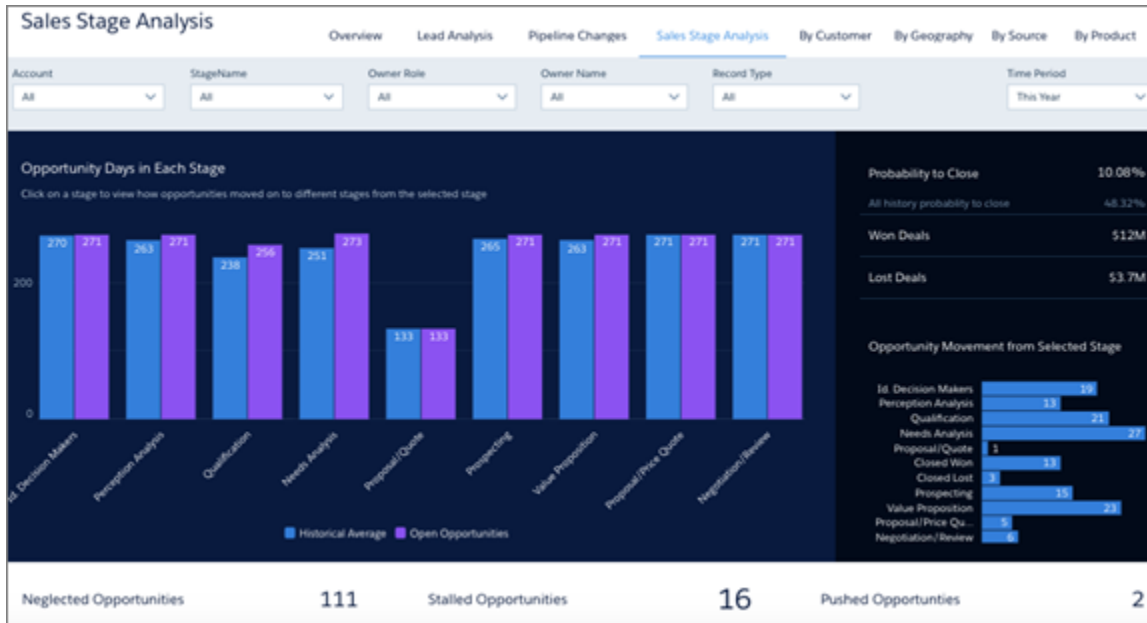 Sales Stage Analysis
Overview Lead Analysis Pipeline Changes Sales Stage Analysis By Customer By Geography By Source By Product
Account StageName Owner Role Owner Name Record Type Time Period
All All All All All This Year
Opportunity Days in Each Stage
Click on a stage to view how opportunities moved on to different stages from the selected stage
270 271 263 271 238 256 251 273 133 133 265 271 263 271 271 271 271 271
200
0
Id. Decision Makers
Perception Analysis
Qualification
Needs Analysis
Proposal/Quote
Prospecting
Value Proposition
Proposal/Price Quote
Negotiation/Review
Historical Average Open Opportunities
Probability to Close 10.08%
All history probablity to close 48.32%
Won Deals $12M
Lost Deals $3.7M
Opportunity Movement from Selected Stage
Id. Decision Makers 19
Perception Analysis 13
Qualification 21
Needs Analysis 27
Proposal/Quote 1
Closed Won 13
Closed Lost 3
Prospecting 15
Value Proposition 23
Proposal/Price Qu... 5
Negotiation/Review 6
Neglected Opportunities 111 Stalled Opportunities 16 Pushed Opportunties 2